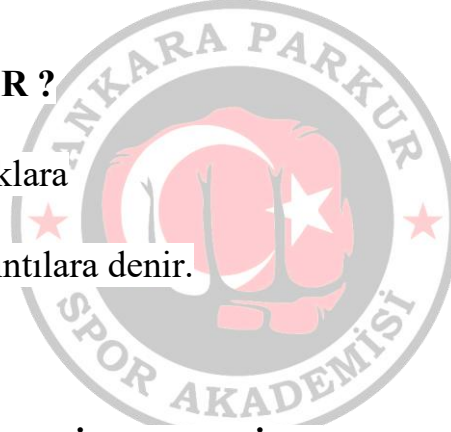 R ?
klara
ntılara denir.
ANKARA PARKUR
SPOR AKADEMİSİ